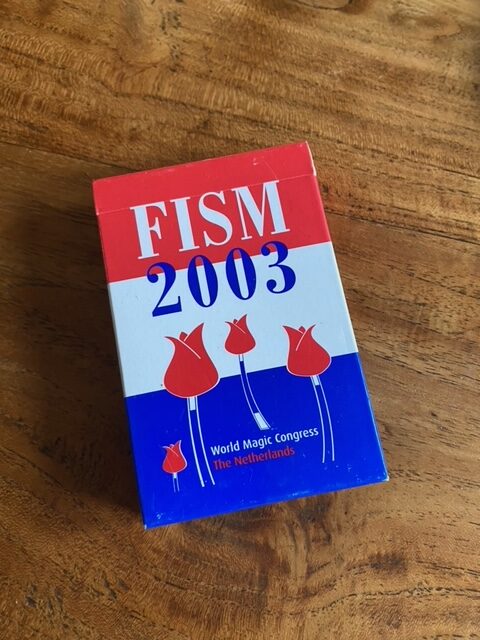 FISM
2003
World Magic Congress
The Netherlands